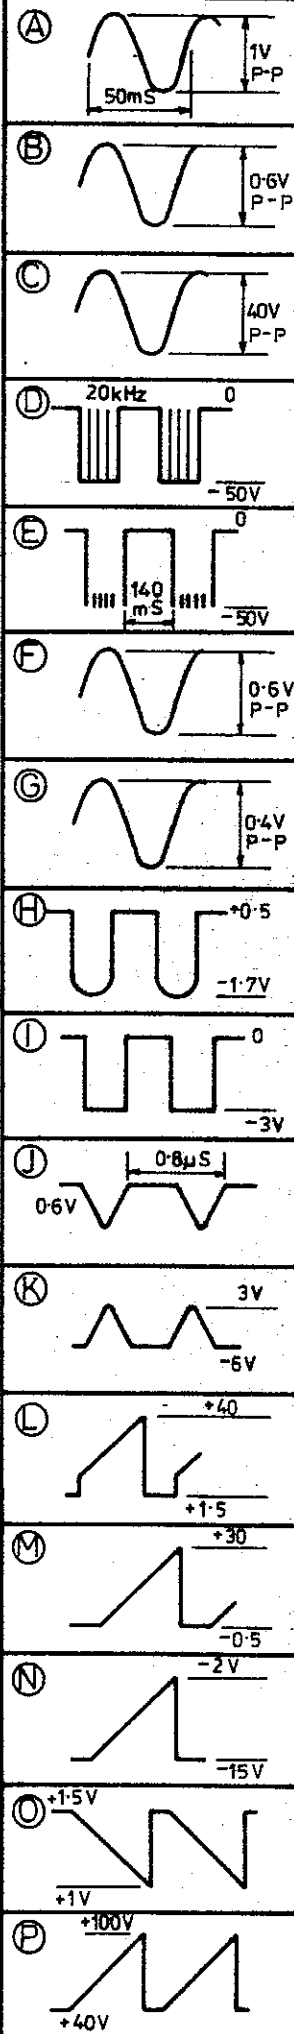 A
1V
P-P
50mS
B
0·6V
P-P
C
40V
P-P
D
20kHz
0
-50V
E
0
140
mS
-50V
F
0·6V
P-P
G
0·4V
P-P
H
+0·5
-1·7V
I
0
-3V
J
0·8µS
0·6V
K
3V
-6V
L
+40
+1·5
M
+30
-0·5
N
-2V
-15V
O
+1·5V
+1V
P
+100V
+40V